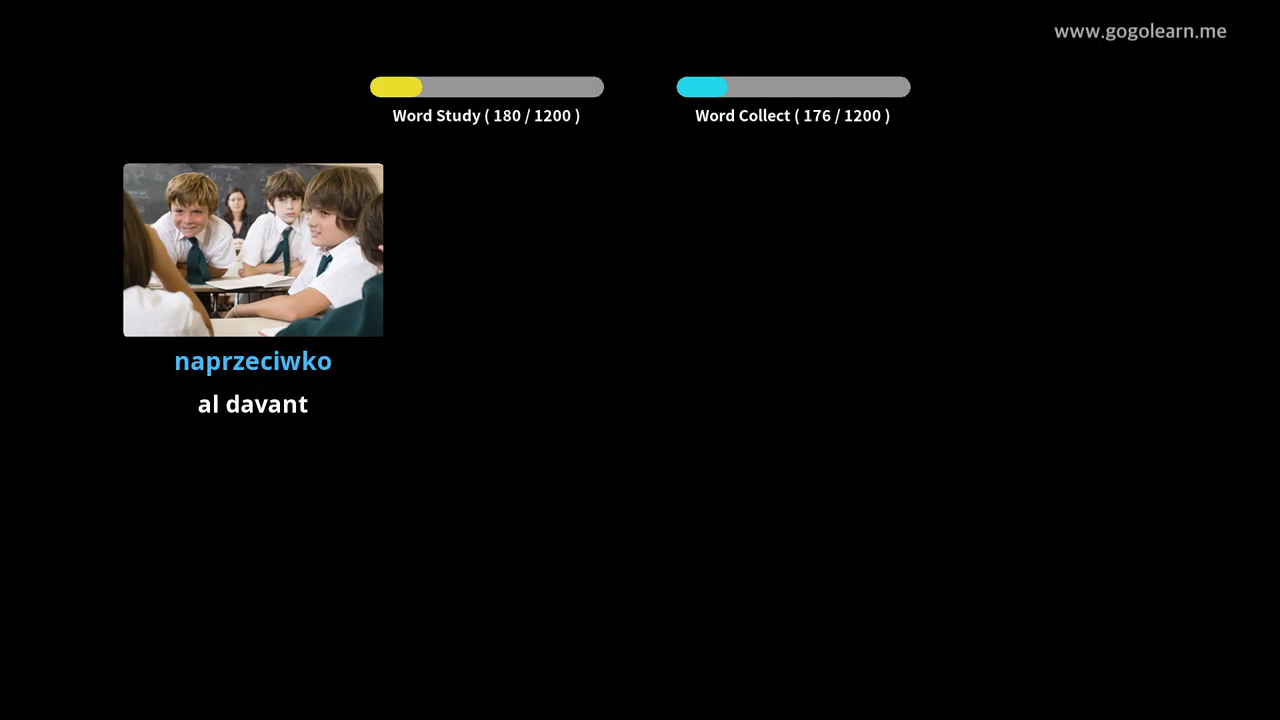 www.gogolearn.me
Word Study ( 180 / 1200 )
Word Collect ( 176 / 1200 )
naprzeciwko
al davant